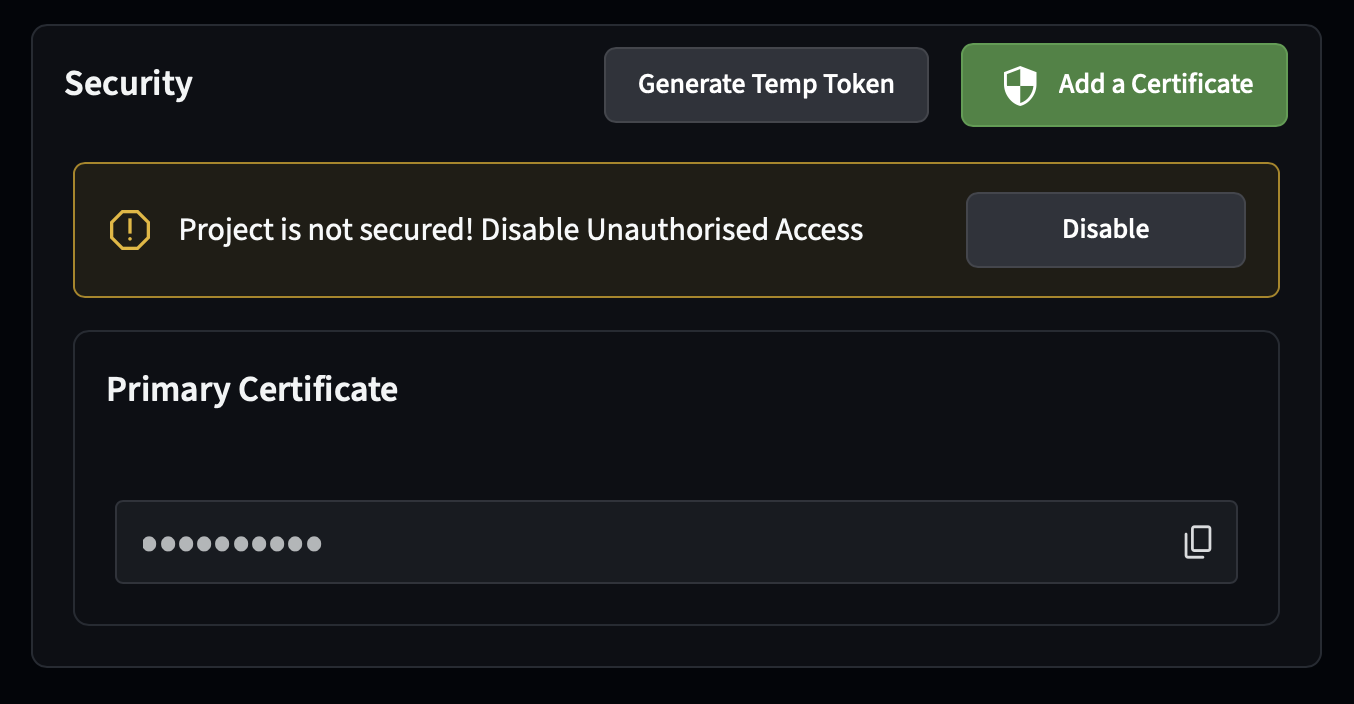 Security
Generate Temp Token
Add a Certificate
Project is not secured! Disable Unauthorised Access
Disable
Primary Certificate
●●●●●●●●●●